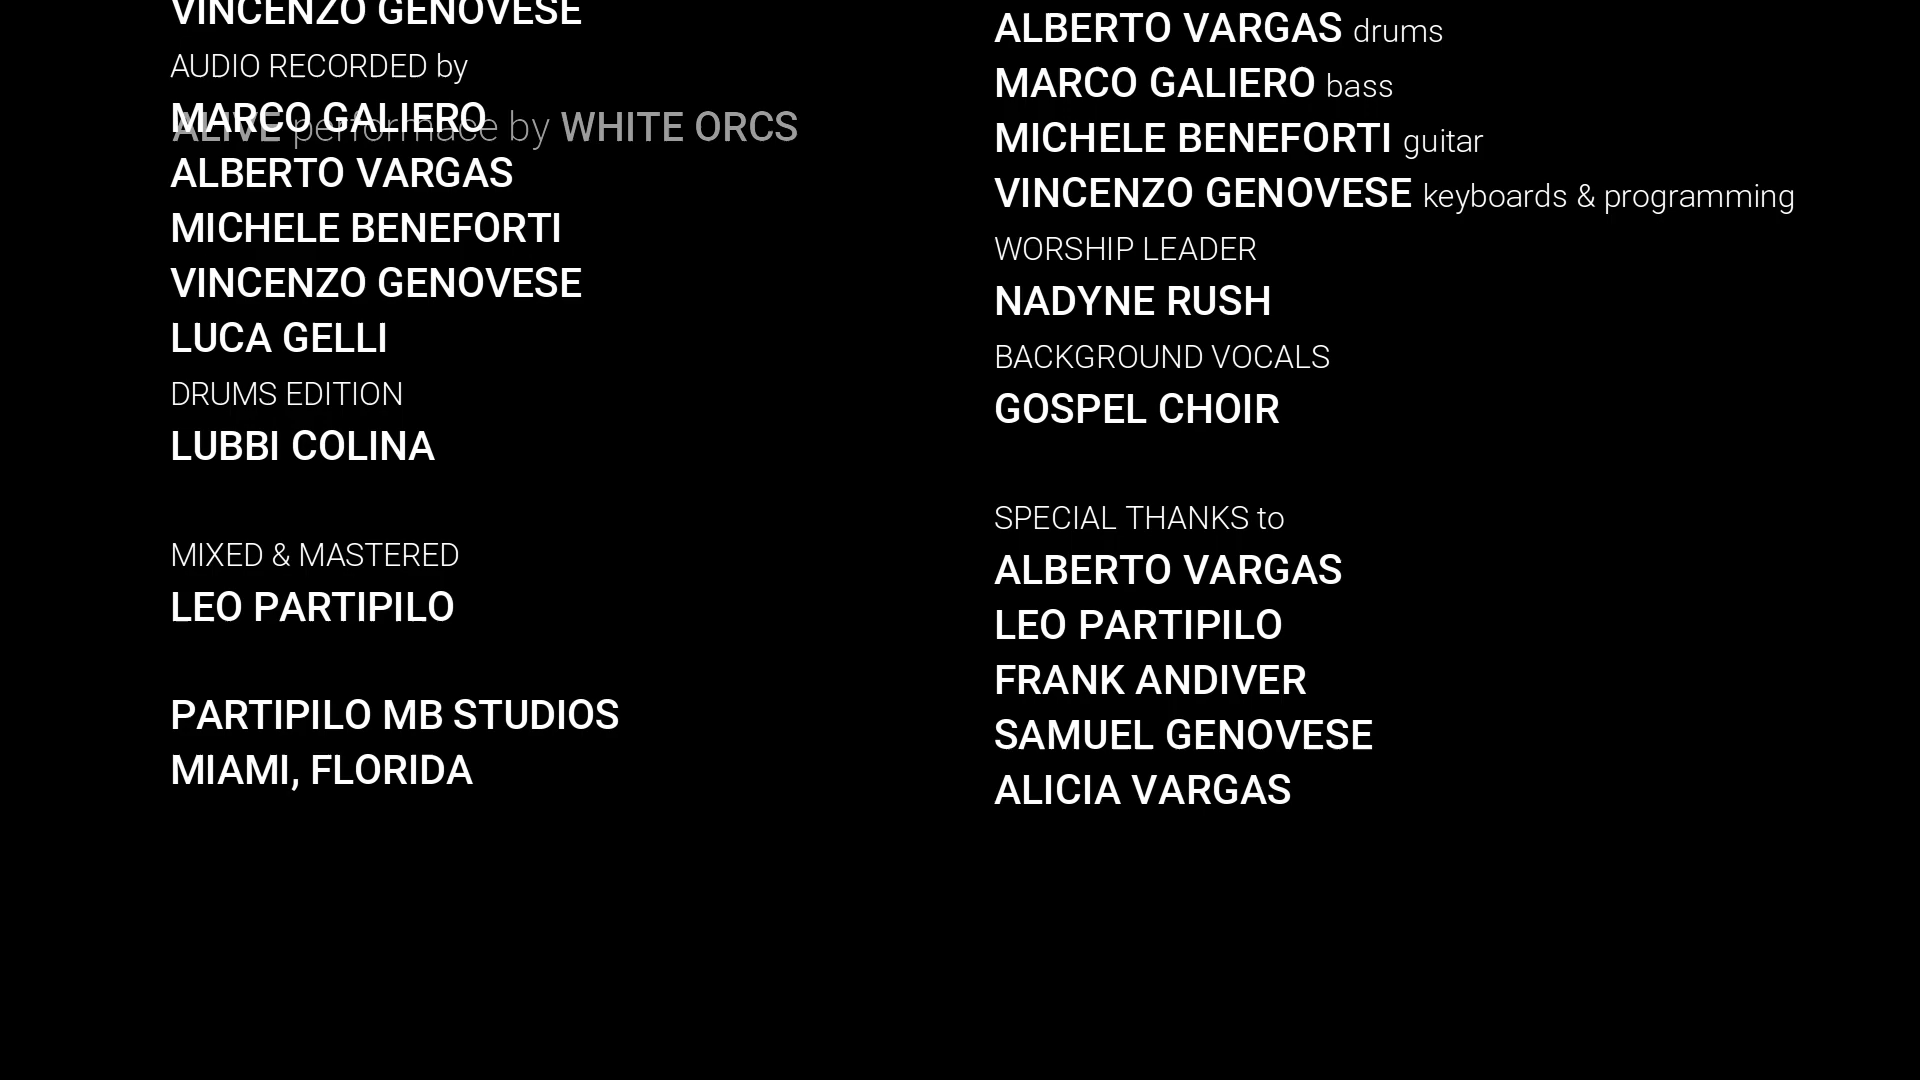 VINCENZO GENOVESE
AUDIO RECORDED by
MARCO GALIERO
ALIVE performace by WHITE ORCS
ALBERTO VARGAS
MICHELE BENEFORTI
VINCENZO GENOVESE
LUCA GELLI
DRUMS EDITION
LUBBI COLINA
MIXED & MASTERED
LEO PARTIPILO
PARTIPILO MB STUDIOS
MIAMI, FLORIDA
ALBERTO VARGAS drums
MARCO GALIERO bass
MICHELE BENEFORTI guitar
VINCENZO GENOVESE keyboards & programming
WORSHIP LEADER
NADYNE RUSH
BACKGROUND VOCALS
GOSPEL CHOIR
SPECIAL THANKS to
ALBERTO VARGAS
LEO PARTIPILO
FRANK ANDIVER
SAMUEL GENOVESE
ALICIA VARGAS